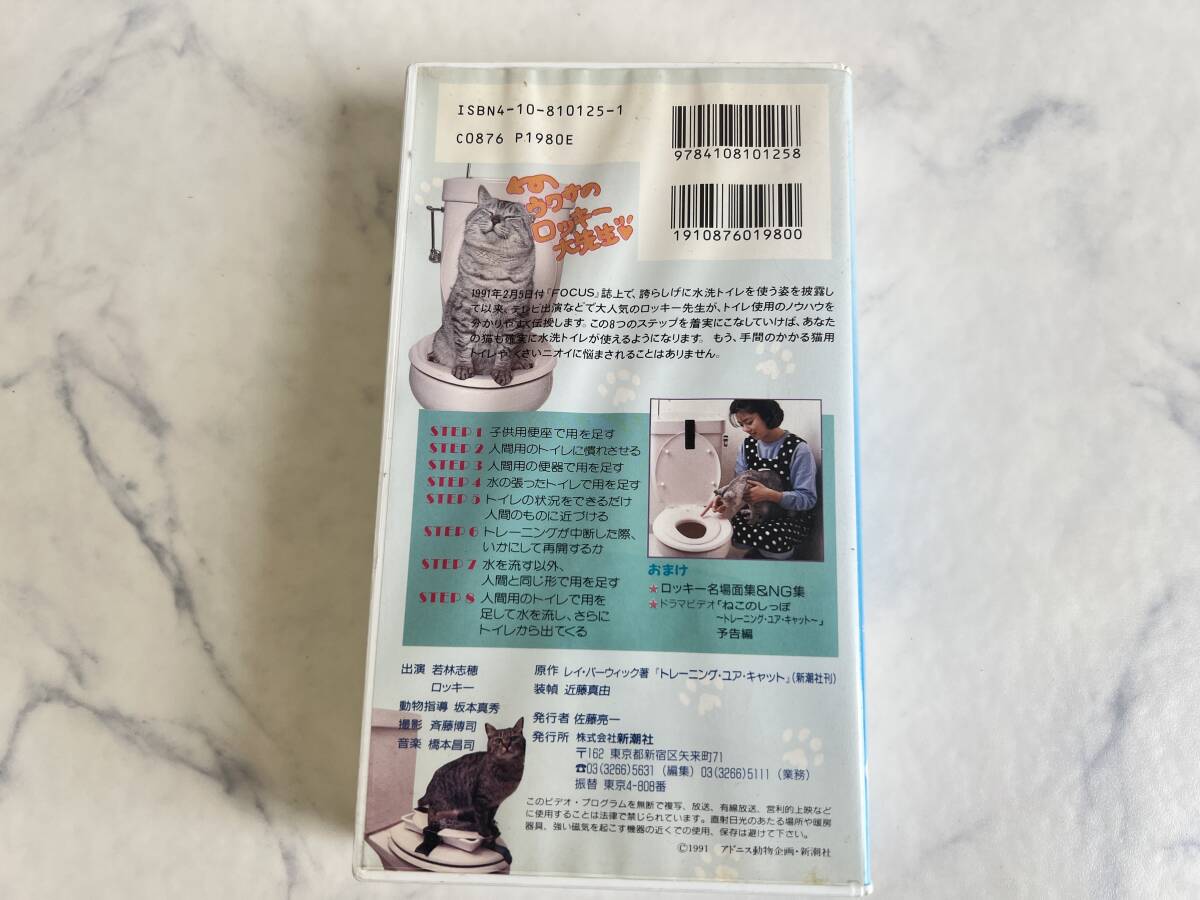 ISBN4-10-810125-1
C0876 P1980E
9784108101258
1910876019800
ウワサの
ロッキー
大先生
1991年2月5日付『FOCUS』誌上で、誇らしげに水洗トイレを使う姿を披露し
て以来、テレビ出演などで大人気のロッキー先生が、トイレ使用のノウハウを
分かりやすく伝授します。この8つのステップを着実にこなしていけば、あなた
の猫も確実に水洗トイレが使えるようになります。もう、手間のかかる猫用
トイレや、くさいニオイに悩まされることはありません。
STEP 1 子供用便座で用を足す
STEP 2 人間用のトイレに慣れさせる
STEP 3 人間用の便器で用を足す
STEP 4 水の張ったトイレで用を足す
STEP 5 トイレの状況をできるだけ
人間のものに近づける
STEP 6 トレーニングが中断した際、
いかにして再開するか
STEP 7 水を流す以外、
人間と同じ形で用を足す
STEP 8 人間用のトイレで用を
足して水を流し、さらに
トイレから出てくる
おまけ
★ロッキー名場面集&NG集
★ドラマビデオ「ねこのしっぽ
〜トレーニング・ユア・キャット〜」
予告編
出演 若林志穂
ロッキー
動物指導 坂本真秀
撮影 斉藤博司
音楽 橋本昌司
原作 レイ・バーウィック著「トレーニング・ユア・キャット」(新潮社刊)
装幀 近藤真由
発行者 佐藤亮一
発行所 株式会社新潮社
〒162 東京都新宿区矢来町71
☎03(3266)5631(編集) 03(3266)5111(業務)
振替 東京4-808番
このビデオ・プログラムを無断で複写、放送、有線放送、営利的上映など
に使用することは法律で禁じられています。直射日光のあたる場所や暖房
器具、強い磁気を起こす機器の近くでの使用、保存は避けて下さい。
©1991 アドニス動物企画・新潮社